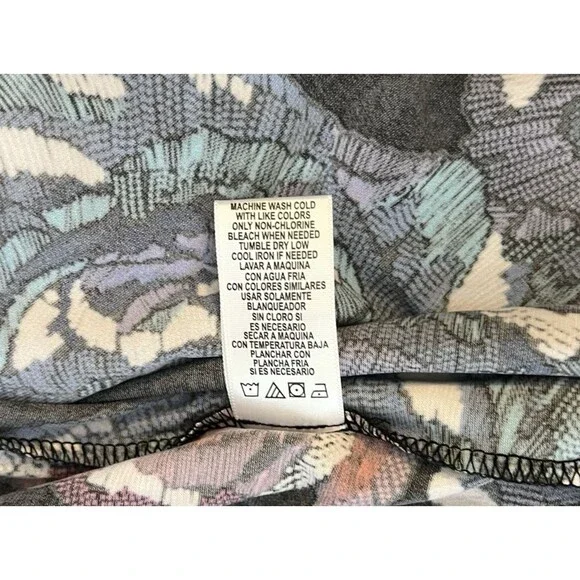 MACHINE WASH COLD
WITH LIKE COLORS
ONLY NON-CHLORINE
BLEACH WHEN NEEDED
TUMBLE DRY LOW
COOL IRON IF NEEDED
LAVAR A MAQUINA
CON AGUA FRIA
CON COLORES SIMILARES
USAR SOLAMENTE
BLANQUEADOR
SIN CLORO SI
ES NECESARIO
SECAR A MAQUINA
CON TEMPERATURA BAJA
PLANCHAR CON
PLANCHA FRIA
SI ES NECESARIO